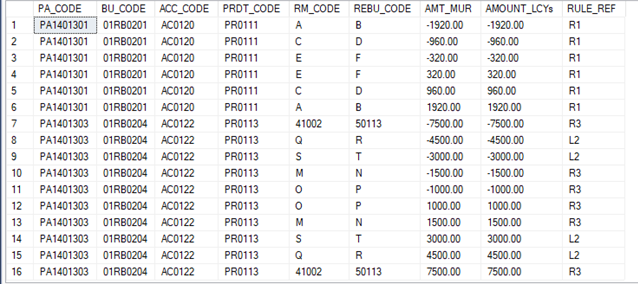 PA_CODE BU_CODE ACC_CODE PRDT_CODE RM_CODE REBU_CODE AMT_MUR AMOUNT_LCYs RULE_REF
1 PA1401301 01RB0201 AC0120 PR0111 A B -1920.00 -1920.00 R1
2 PA1401301 01RB0201 AC0120 PR0111 C D -960.00 -960.00 R1
3 PA1401301 01RB0201 AC0120 PR0111 E F -320.00 -320.00 R1
4 PA1401301 01RB0201 AC0120 PR0111 E F 320.00 320.00 R1
5 PA1401301 01RB0201 AC0120 PR0111 C D 960.00 960.00 R1
6 PA1401301 01RB0201 AC0120 PR0111 A B 1920.00 1920.00 R1
7 PA1401303 01RB0204 AC0122 PR0113 41002 50113 -7500.00 -7500.00 R3
8 PA1401303 01RB0204 AC0122 PR0113 Q R -4500.00 -4500.00 L2
9 PA1401303 01RB0204 AC0122 PR0113 S T -3000.00 -3000.00 L2
10 PA1401303 01RB0204 AC0122 PR0113 M N -1500.00 -1500.00 R3
11 PA1401303 01RB0204 AC0122 PR0113 O P -1000.00 -1000.00 R3
12 PA1401303 01RB0204 AC0122 PR0113 O P 1000.00 1000.00 R3
13 PA1401303 01RB0204 AC0122 PR0113 M N 1500.00 1500.00 R3
14 PA1401303 01RB0204 AC0122 PR0113 S T 3000.00 3000.00 L2
15 PA1401303 01RB0204 AC0122 PR0113 Q R 4500.00 4500.00 L2
16 PA1401303 01RB0204 AC0122 PR0113 41002 50113 7500.00 7500.00 R3